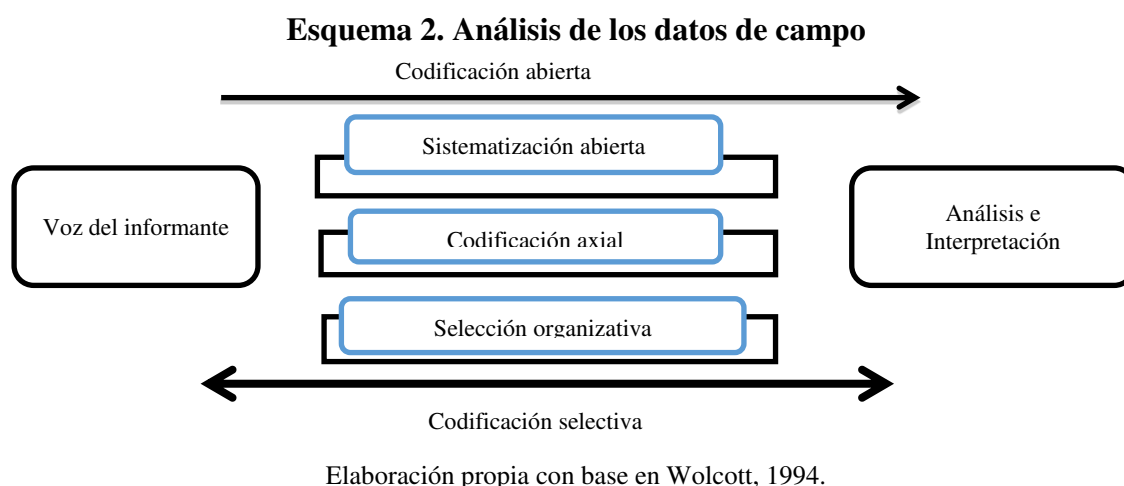 Esquema 2. Análisis de los datos de campo
Codificación abierta
Sistematización abierta
Voz del informante
Codificación axial
Análisis e
Interpretación
Selección organizativa
Codificación selectiva
Elaboración propia con base en Wolcott, 1994.